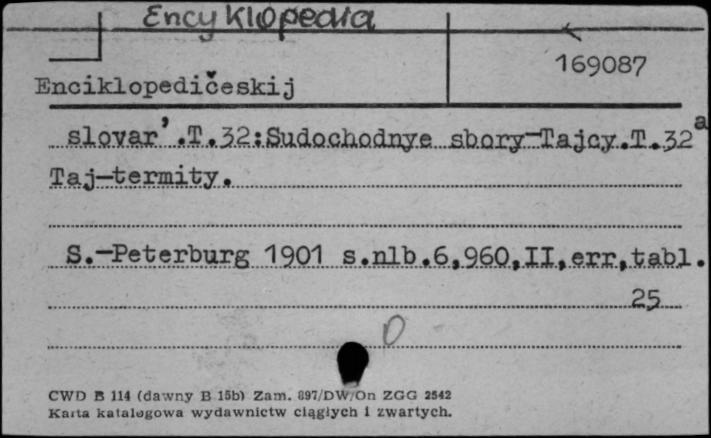 Encyklopedia
169087
Enciklopedičeskij
slovar’.T.32:Sudochodnye sbory-Tajcy.T.32a
Taj-termity.
S.-Peterburg 1901 s.nlb.6,960,II,err,tabl.
25
0
CWD B 114 (dawny B 15b) Zam. 897/DW/On ZGG 2542
Karta katalogowa wydawnictw ciągłych i zwartych.